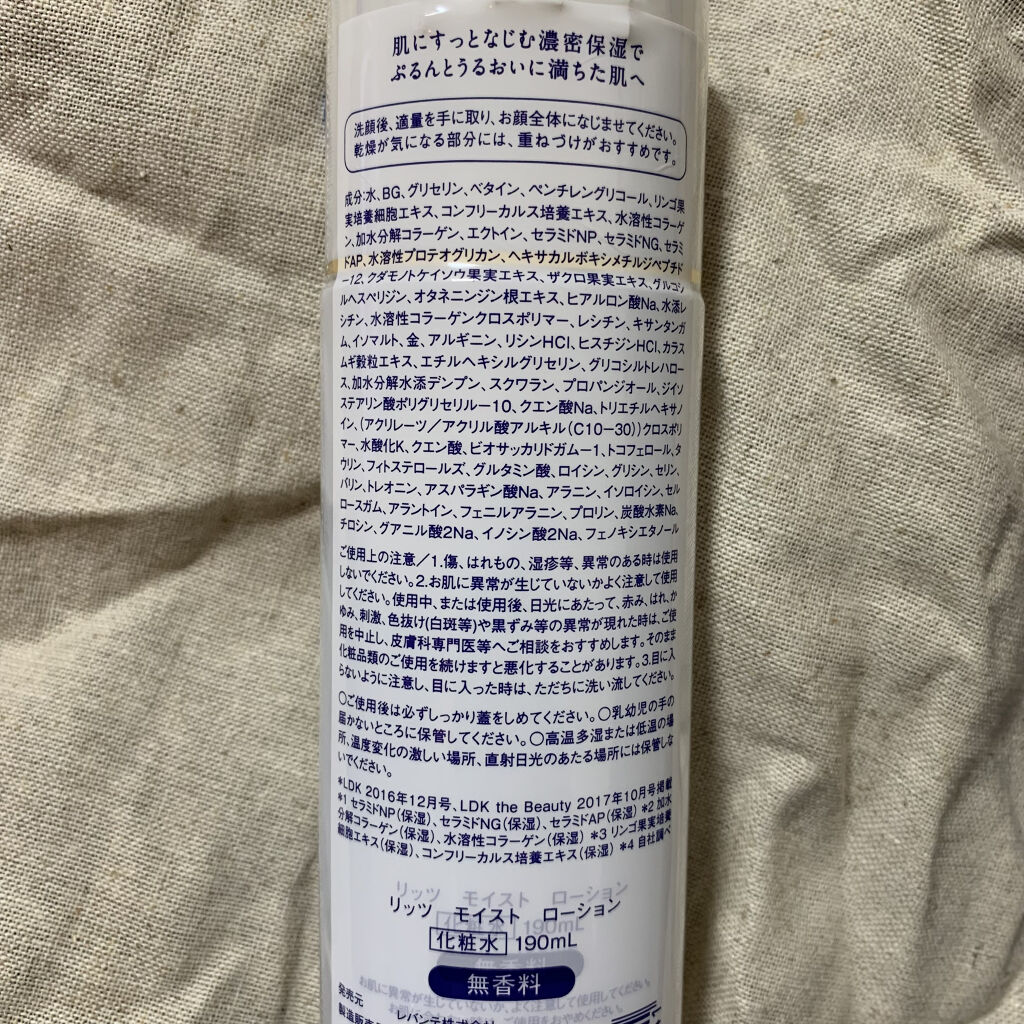 肌にすっとなじむ濃密保湿で
ぷるんとうるおいに満ちた肌へ
洗顔後、適量を手に取り、お顔全体になじませてください。
乾燥が気になる部分には、重ねづけがおすすめです。
成分:水、BG、グリセリン、ベタイン、ペンチレングリコール、リンゴ果
実培養細胞エキス、コンフリーカルス培養エキス、水溶性コラーゲ
ン、加水分解コラーゲン、エクトイン、セラミドNP、セラミドNG、セラミ
ドAP、水溶性プロテオグリカン、ヘキサカルボキシメチルジペプチド
-12、クダモノトケイソウ果実エキス、ザクロ果実エキス、グルコシ
ルヘスペリジン、オタネニンジン根エキス、ヒアルロン酸Na、水添レ
シチン、水溶性コラーゲンクロスポリマー、レシチン、キサンタンガ
ム、イソマルト、金、アルギニン、リシンHCl、ヒスチジンHCl、カラス
ムギ穀粒エキス、エチルヘキシルグリセリン、グリコシルトレハロー
ス、加水分解水添デンプン、スクワラン、プロパンジオール、ジイソ
ステアリン酸ポリグリセリル-10、クエン酸Na、トリエチルヘキサノ
イン、(アクリレーツ/アクリル酸アルキル(C10-30))クロスポリ
マー、水酸化K、クエン酸、ビオサッカリドガム-1、トコフェロール、タ
ウリン、フィトステロールズ、グルタミン酸、ロイシン、グリシン、セリン、
バリン、トレオニン、アスパラギン酸Na、アラニン、イソロイシン、セル
ロースガム、アラントイン、フェニルアラニン、プロリン、炭酸水素Na、
チロシン、グアニル酸2Na、イノシン酸2Na、フェノキシエタノール
ご使用上の注意/1.傷、はれもの、湿疹等、異常のある時は使用
しないでください。2.お肌に異常が生じていないかよく注意して使用
してください。使用中、または使用後、日光にあたって、赤み、はれ、か
ゆみ、刺激、色抜け(白斑等)や黒ずみ等の異常が現れた時は、ご使
用を中止し、皮膚科専門医等へご相談をおすすめします。そのまま
化粧品類のご使用を続けますと悪化することがあります。3.目に入
らないように注意し、目に入った時は、ただちに洗い流してください。
○ご使用後は必ずしっかり蓋をしめてください。○乳幼児の手の
届かないところに保管してください。○高温多湿または低温の場
所、温度変化の激しい場所、直射日光のあたる場所には保管しな
いでください。
*LDK 2016年12月号、LDK the Beauty 2017年10月号掲載
*1 セラミドNP(保湿)、セラミドNG(保湿)、セラミドAP(保湿) *2 加水
分解コラーゲン(保湿)、水溶性コラーゲン(保湿) *3 リンゴ果実培養
細胞エキス(保湿)、コンフリーカルス培養エキス(保湿) *4 自社調べ
リッツ モイスト ローション
化粧水 190mL
無香料
発売元
製造販売
レバンテ株式会社